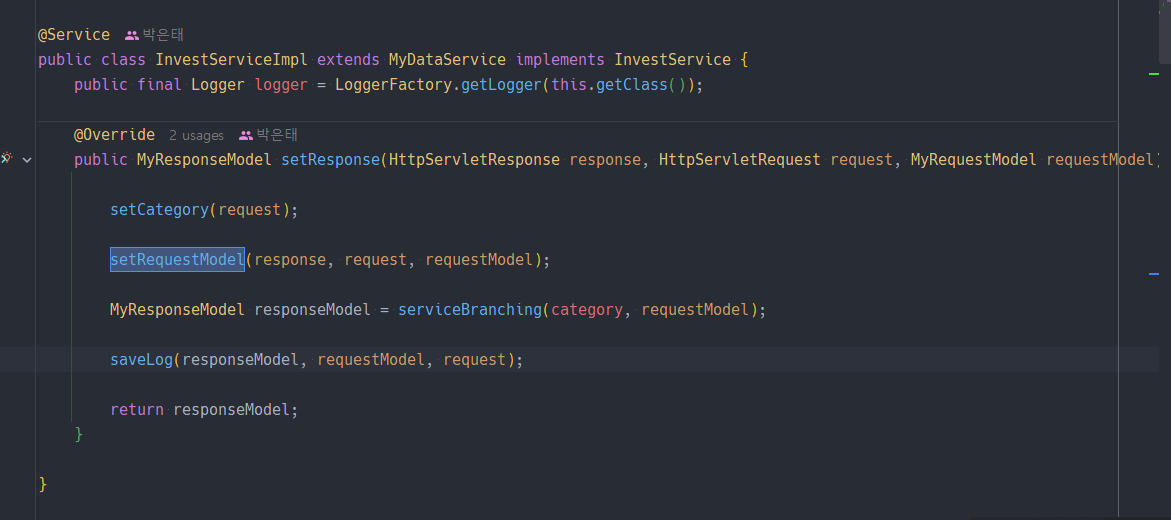 @Service 박은태
public class InvestServiceImpl extends MyDataService implements InvestService {
public final Logger logger = LoggerFactory.getLogger(this.getClass());
@Override 2 usages 박은태
public MyResponseModel setResponse(HttpServletResponse response, HttpServletRequest request, MyRequestModel requestModel)
setCategory(request);
setRequestModel(response, request, requestModel);
MyResponseModel responseModel = serviceBranching(category, requestModel);
saveLog(responseModel, requestModel, request);
return responseModel;
}
}